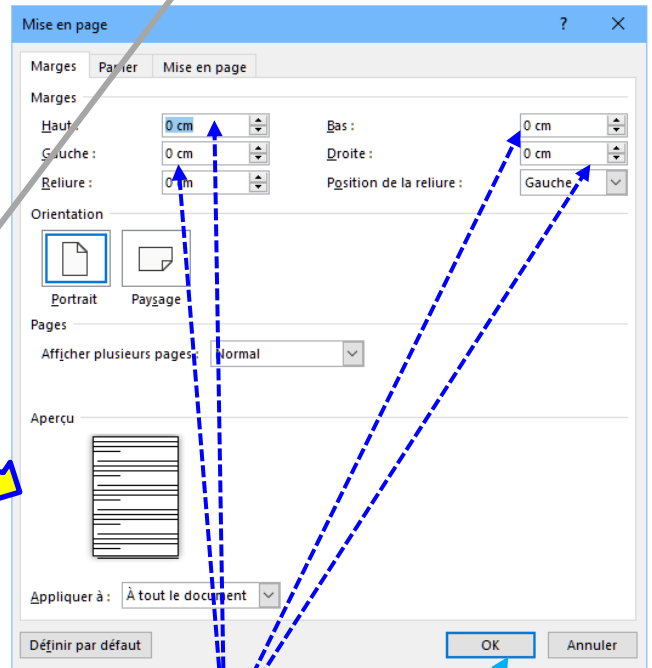 Mise en page ? ×
Marges Papier Mise en page
Marges
Haut : 0 cm Bas : 0 cm
Gauche : 0 cm Droite : 0 cm
Reliure : 0 cm Position de la reliure : Gauche
Orientation
Portrait Paysage
Pages
Afficher plusieurs pages : Normal
Aperçu
Appliquer à : À tout le document
Définir par défaut OK Annuler